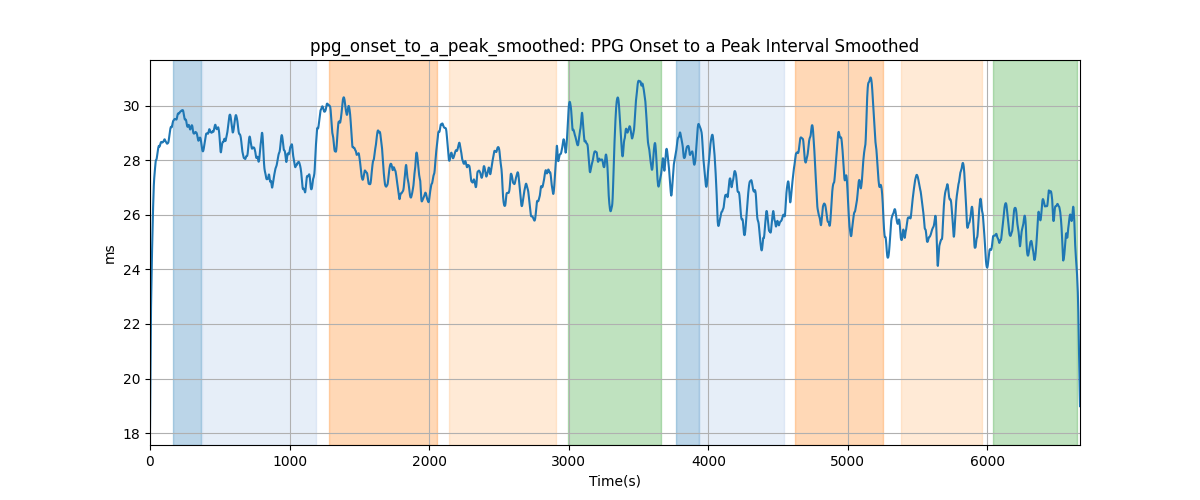 ppg_onset_to_a_peak_smoothed: PPG Onset to a Peak Interval Smoothed
ms
30
28
26
24
22
20
18
0 1000 2000 3000 4000 5000 6000
Time(s)